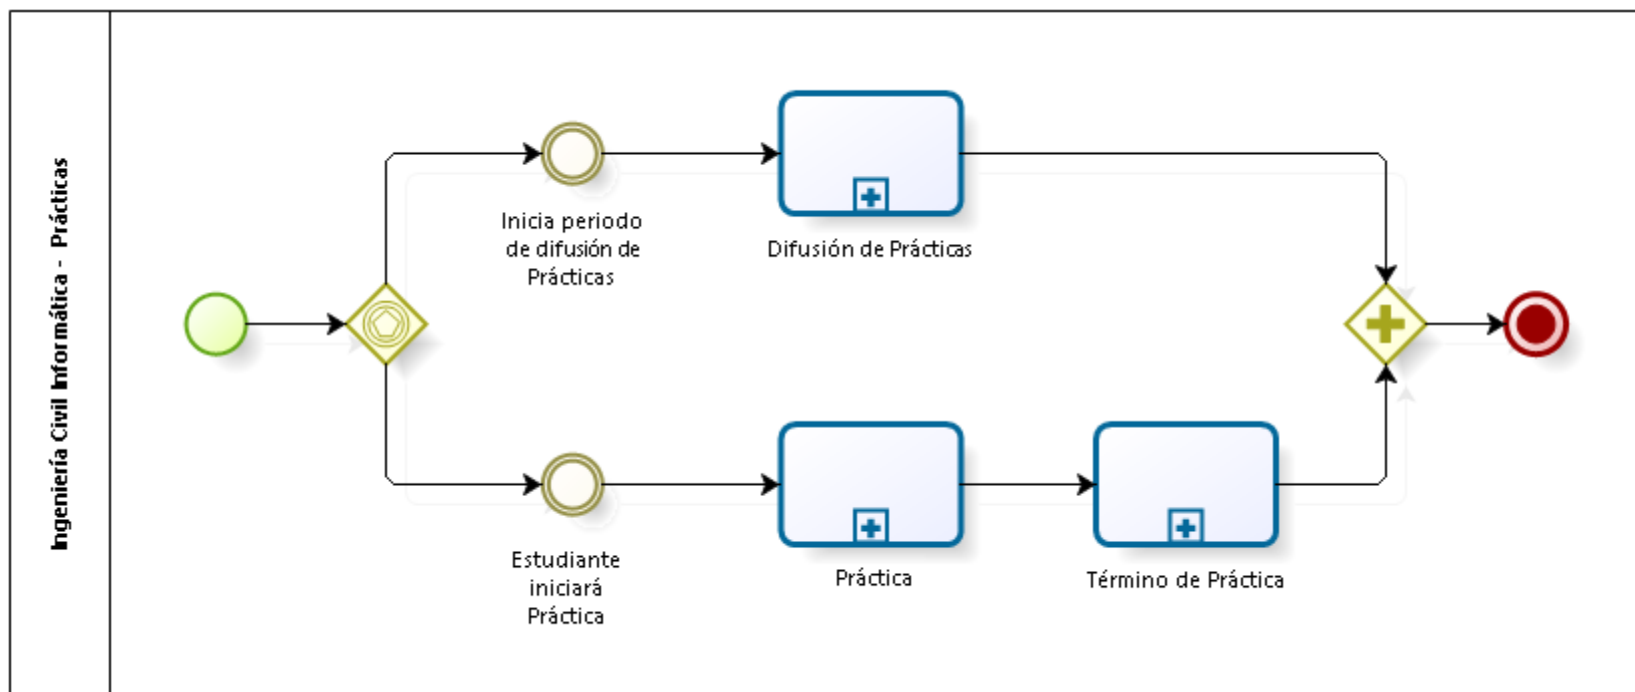 Ingeniería Civil Informática - Prácticas
Inicia periodo
de difusión de
Prácticas
Difusión de Prácticas
Estudiante
iniciará
Práctica
Práctica
Término de Práctica